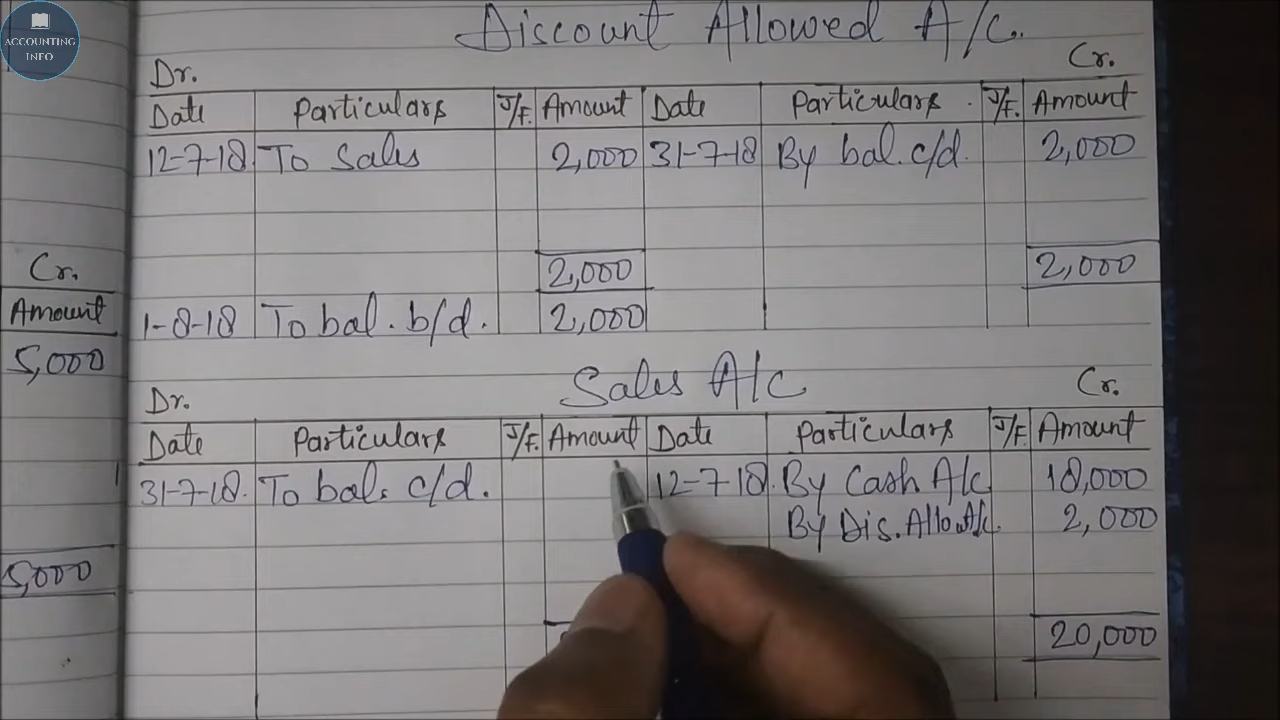 ACCOUNTING
INFO
Discount Allowed A/c.
Dr. Cr.
Date Particulars J/F. Amount Date Particulars. J/F. Amount
12-7-18. To Sales 2,000 31-7-18 By bal. c/d. 2,000
2,000 2,000
1-8-18 To bal. b/d. 2,000
Cr.
Amount
5,000
5,000
Sales A/c
Dr. Cr.
Date Particulars J/F. Amount Date Particulars J/F. Amount
31-7-18. To bal. c/d. 12-7-18. By Cash A/c 18,000
By Dis. Allo. A/c. 2,000
20,000